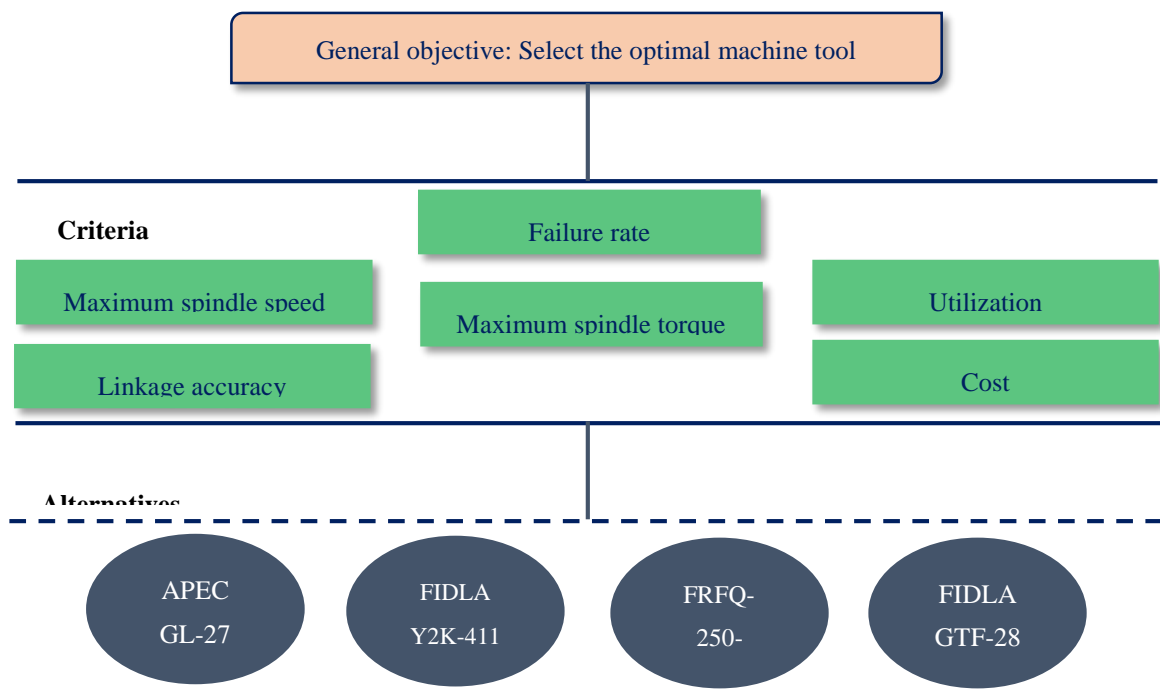 General objective: Select the optimal machine tool
Criteria
Failure rate
Maximum spindle speed
Maximum spindle torque
Utilization
Linkage accuracy
Cost
Alternatives
APEC
GL-27
FIDLA
Y2K-411
FRFQ-
250-
FIDLA
GTF-28